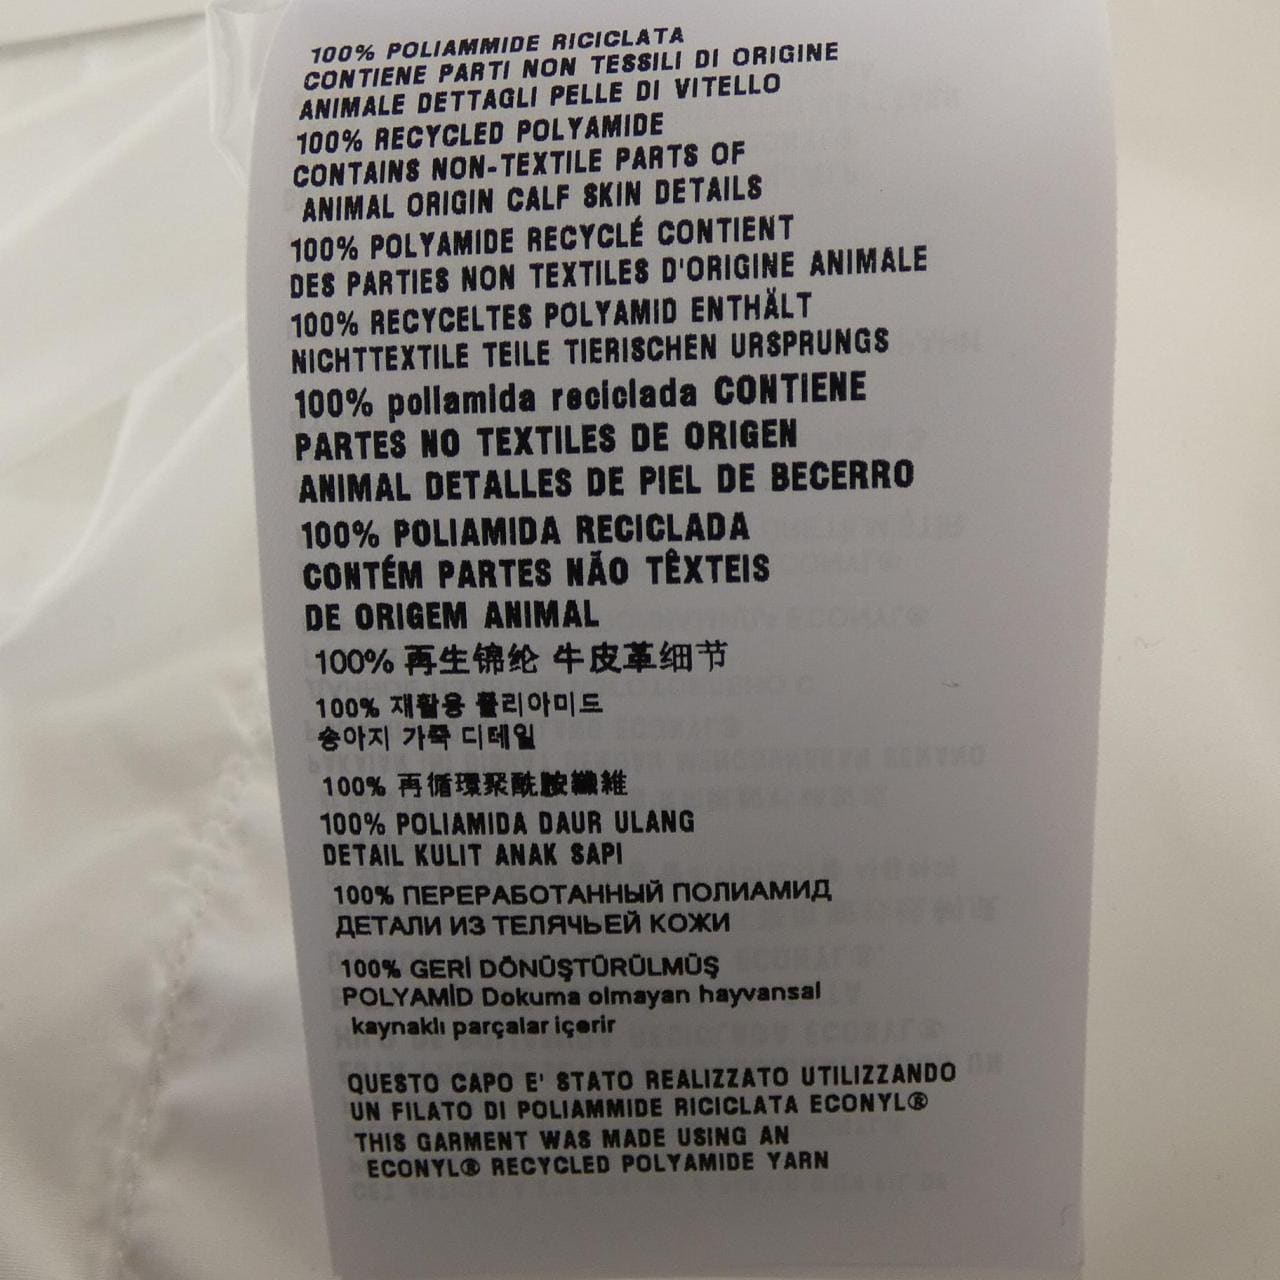 100% POLIAMMIDE RICICLATA
CONTIENE PARTI NON TESSILI DI ORIGINE
ANIMALE DETTAGLI PELLE DI VITELLO
100% RECYCLED POLYAMIDE
CONTAINS NON-TEXTILE PARTS OF
ANIMAL ORIGIN CALF SKIN DETAILS
100% POLYAMIDE RECYCLÉ CONTIENT
DES PARTIES NON TEXTILES D'ORIGINE ANIMALE
100% RECYCELTES POLYAMID ENTHÄLT
NICHTTEXTILE TEILE TIERISCHEN URSPRUNGS
100% poliamida reciclada CONTIENE
PARTES NO TEXTILES DE ORIGEN
ANIMAL DETALLES DE PIEL DE BECERRO
100% POLIAMIDA RECICLADA
CONTÉM PARTES NÃO TÊXTEIS
DE ORIGEM ANIMAL
100% 再生锦纶 牛皮革细节
100% 재활용 폴리아미드
송아지 가죽 디테일
100% 再循環聚酰胺纖維
100% POLIAMIDA DAUR ULANG
DETAIL KULIT ANAK SAPI
100% ПЕРЕРАБОТАННЫЙ ПОЛИАМИД
ДЕТАЛИ ИЗ ТЕЛЯЧЬЕЙ КОЖИ
100% GERİ DÖNÜŞTÜRÜLMÜŞ
POLYAMİD Dokuma olmayan hayvansal
kaynaklı parçalar içerir
QUESTO CAPO E' STATO REALIZZATO UTILIZZANDO
UN FILATO DI POLIAMMIDE RICICLATA ECONYL®
THIS GARMENT WAS MADE USING AN
ECONYL® RECYCLED POLYAMIDE YARN